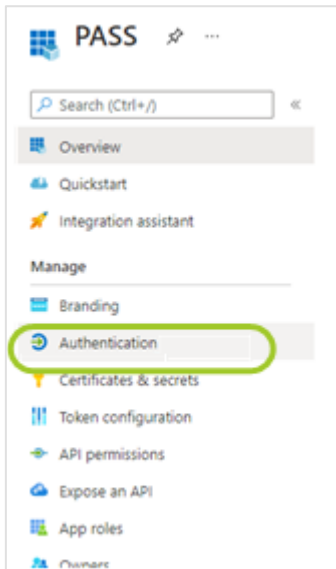 PASS
Search (Ctrl+/)
Overview
Quickstart
Integration assistant
Manage
Branding
Authentication
Certificates & secrets
Token configuration
API permissions
Expose an API
App roles
Owners